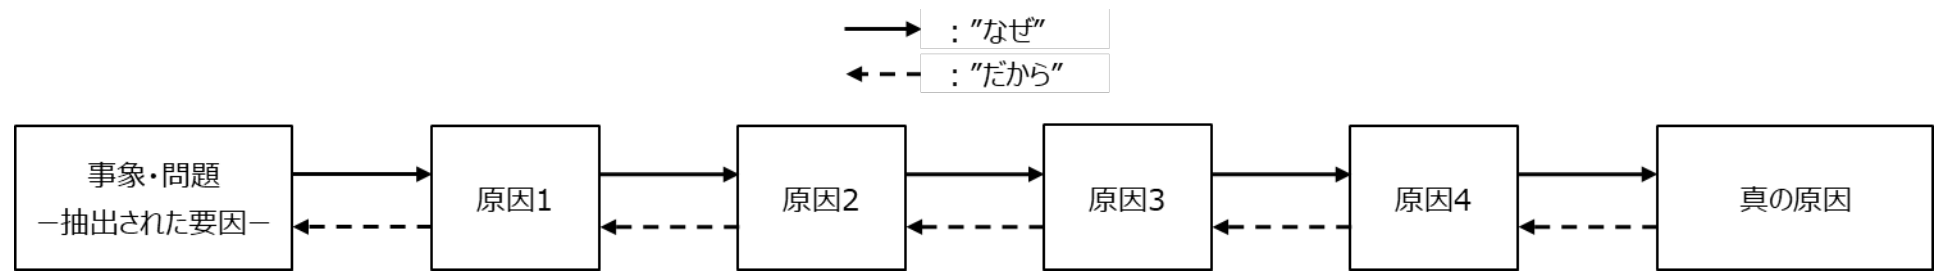 ：”なぜ”
：”だから”
事象・問題
－抽出された要因－
原因1
原因2
原因3
原因4
真の原因